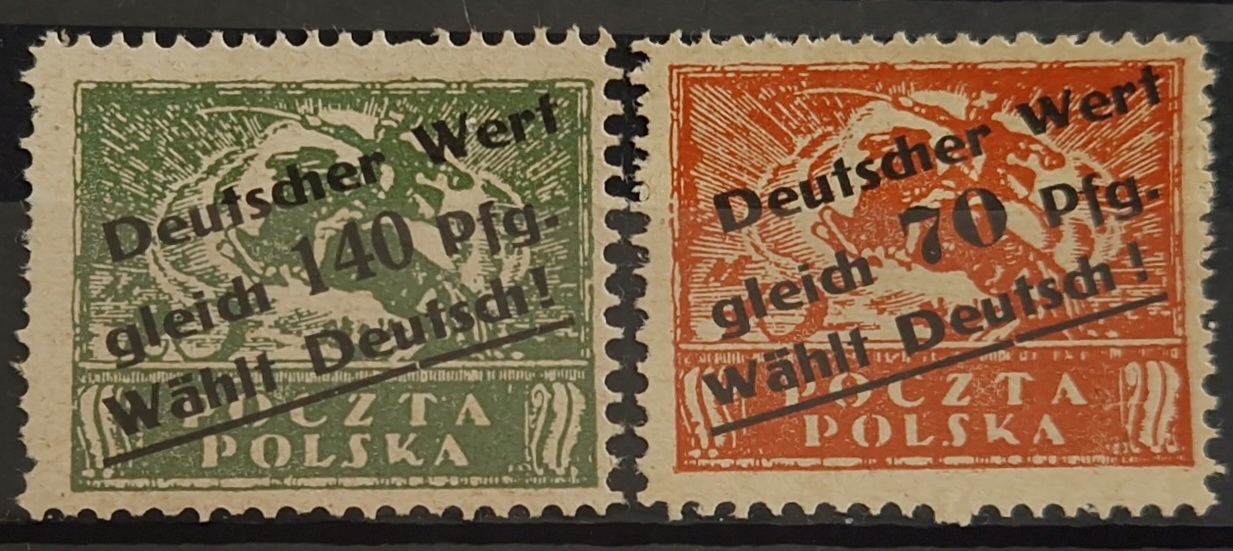 Deutscher Wert
gleich 140 Pfg.
Wählt Deutsch!
POCZTA
POLSKA
Deutscher Wert
gleich 70 Pfg.
Wählt Deutsch!
POCZTA
POLSKA